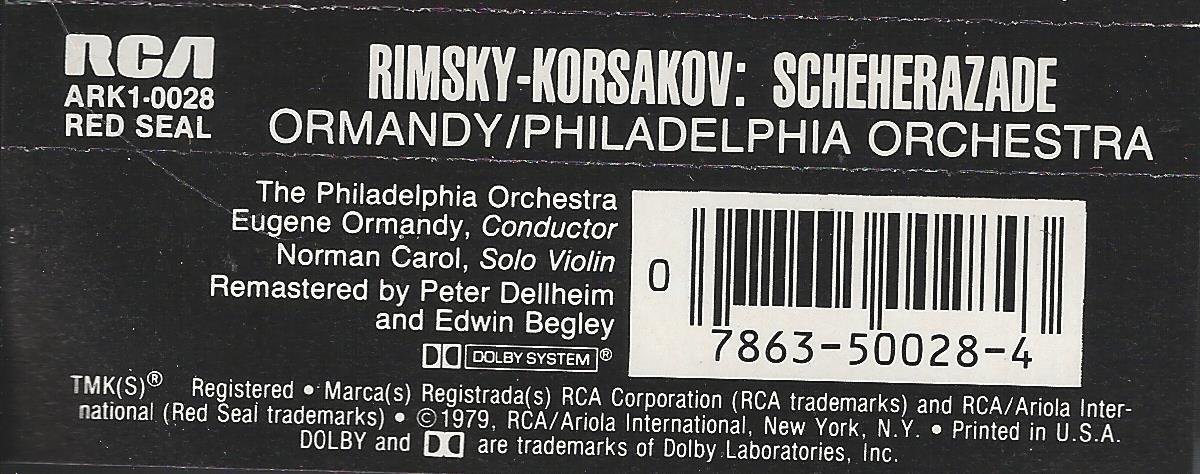 RCA
ARK1-0028
RED SEAL
RIMSKY-KORSAKOV: SCHEHERAZADE
ORMANDY/PHILADELPHIA ORCHESTRA
The Philadelphia Orchestra
Eugene Ormandy, Conductor
Norman Carol, Solo Violin
Remastered by Peter Dellheim
and Edwin Begley
DOLBY SYSTEM®
0
7863-50028-4
TMK(S)® Registered • Marca(s) Registrada(s) RCA Corporation (RCA trademarks) and RCA/Ariola Inter-
national (Red Seal trademarks) • ©1979, RCA/Ariola International, New York, N.Y. • Printed in U.S.A.
DOLBY and are trademarks of Dolby Laboratories, Inc.